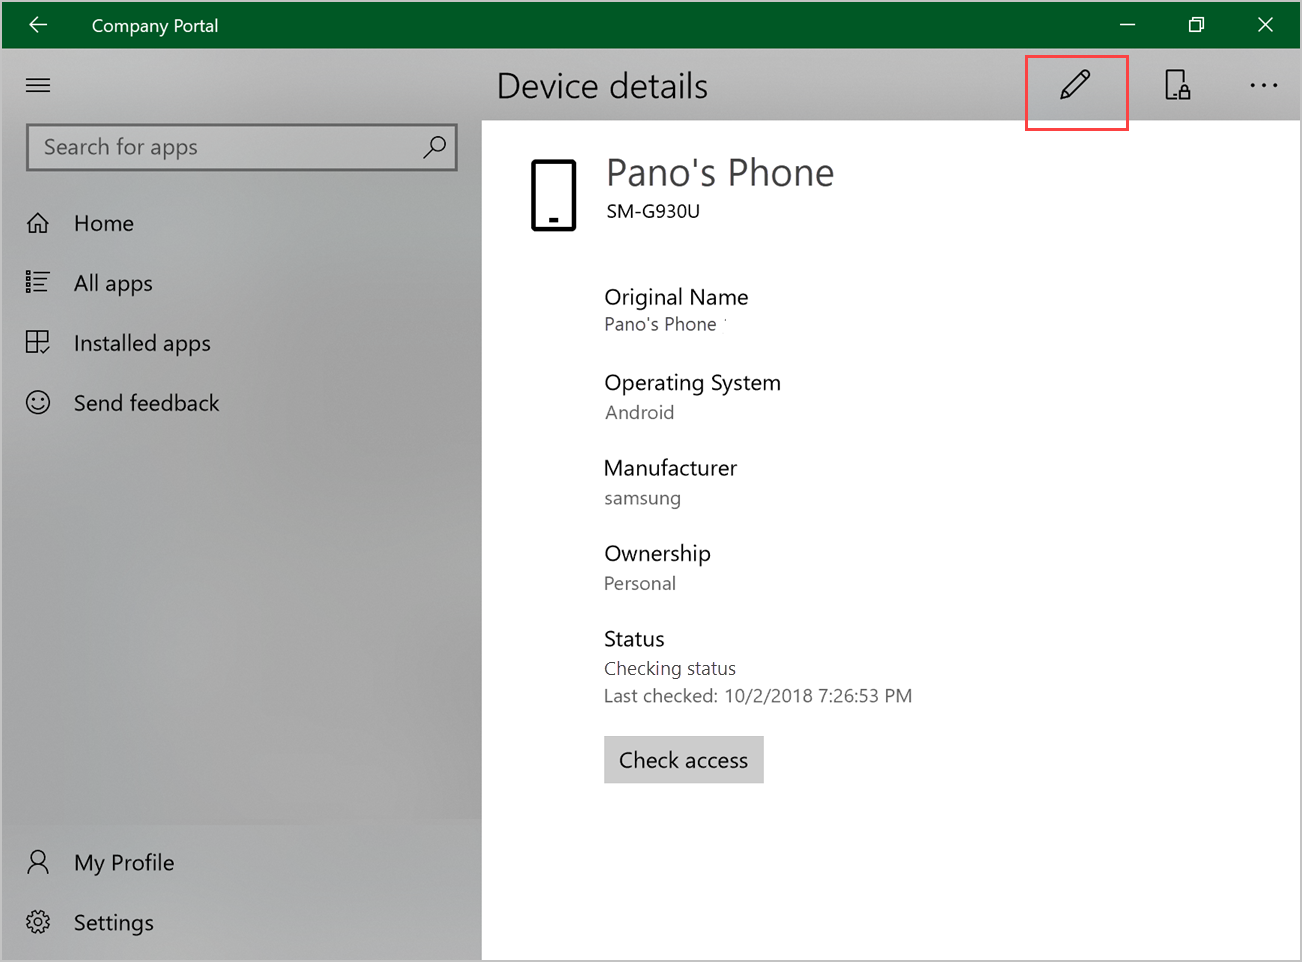 Company Portal
Device details
Search for apps
Home
All apps
Installed apps
Send feedback
My Profile
Settings
Pano's Phone
SM-G930U
Original Name
Pano's Phone
Operating System
Android
Manufacturer
samsung
Ownership
Personal
Status
Checking status
Last checked: 10/2/2018 7:26:53 PM
Check access